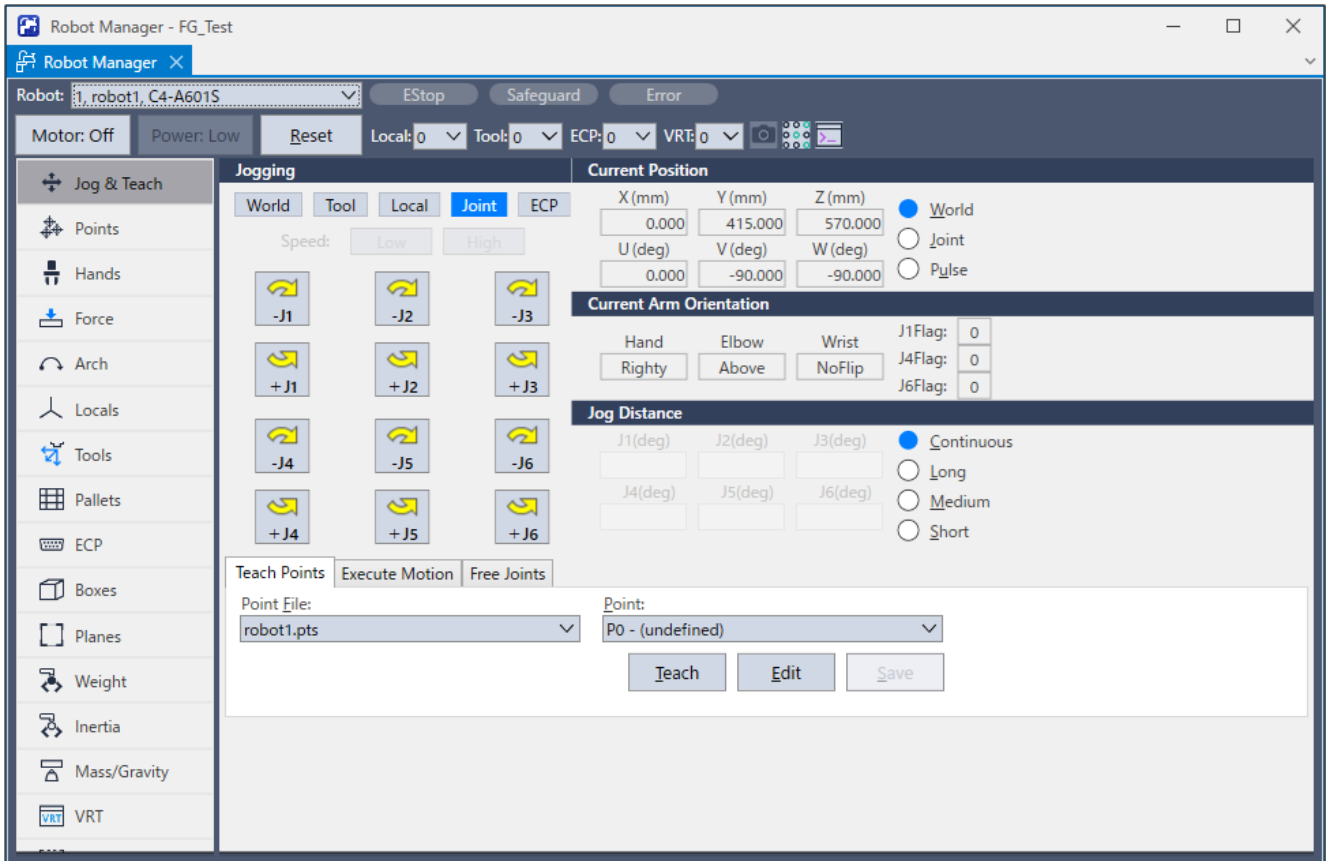 Robot Manager - FG_Test
Robot Manager
Robot: 1, robot1, C4-A601S EStop Safeguard Error
Motor: Off Power: Low Reset Local: 0 Tool: 0 ECP: 0 VRT: 0
Jog & Teach
Points
Hands
Force
Arch
Locals
Tools
Pallets
ECP
Boxes
Planes
Weight
Inertia
Mass/Gravity
VRT
VRT
Jogging
World Tool Local Joint ECP
Speed: Low High
-J1 -J2 -J3
+J1 +J2 +J3
-J4 -J5 -J6
+J4 +J5 +J6
Current Position
X (mm) Y (mm) Z (mm)
0.000 415.000 570.000
U (deg) V (deg) W (deg)
0.000 -90.000 -90.000
World
Joint
Pulse
Current Arm Orientation
Hand Elbow Wrist
Righty Above NoFlip
J1Flag: 0
J4Flag: 0
J6Flag: 0
Jog Distance
J1(deg) J2(deg) J3(deg)
J4(deg) J5(deg) J6(deg)
Continuous
Long
Medium
Short
Teach Points Execute Motion Free Joints
Point File: Point:
robot1.pts P0 - (undefined)
Teach Edit Save